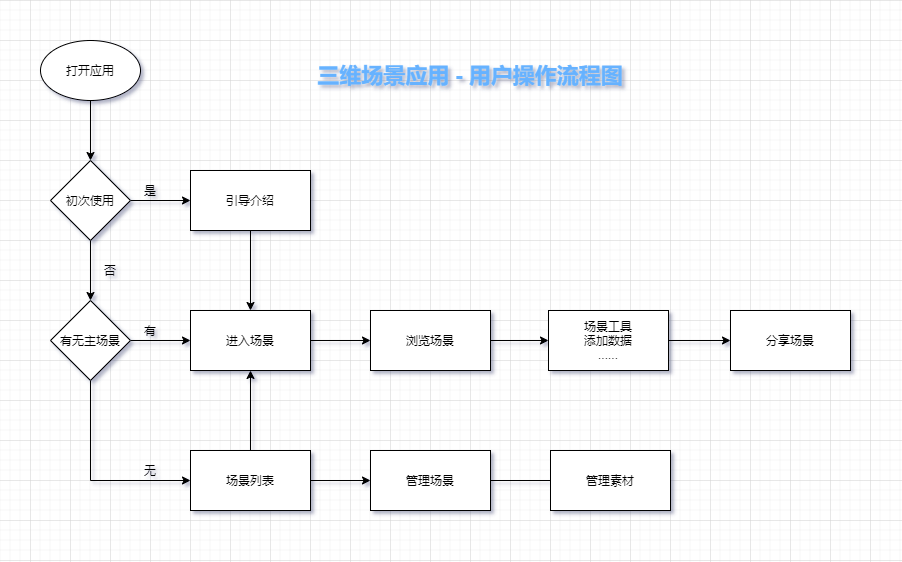 打开应用
三维场景应用 - 用户操作流程图
初次使用
是
引导介绍
否
有无主场景
有
进入场景
浏览场景
场景工具
添加数据
……
分享场景
无
场景列表
管理场景
管理素材